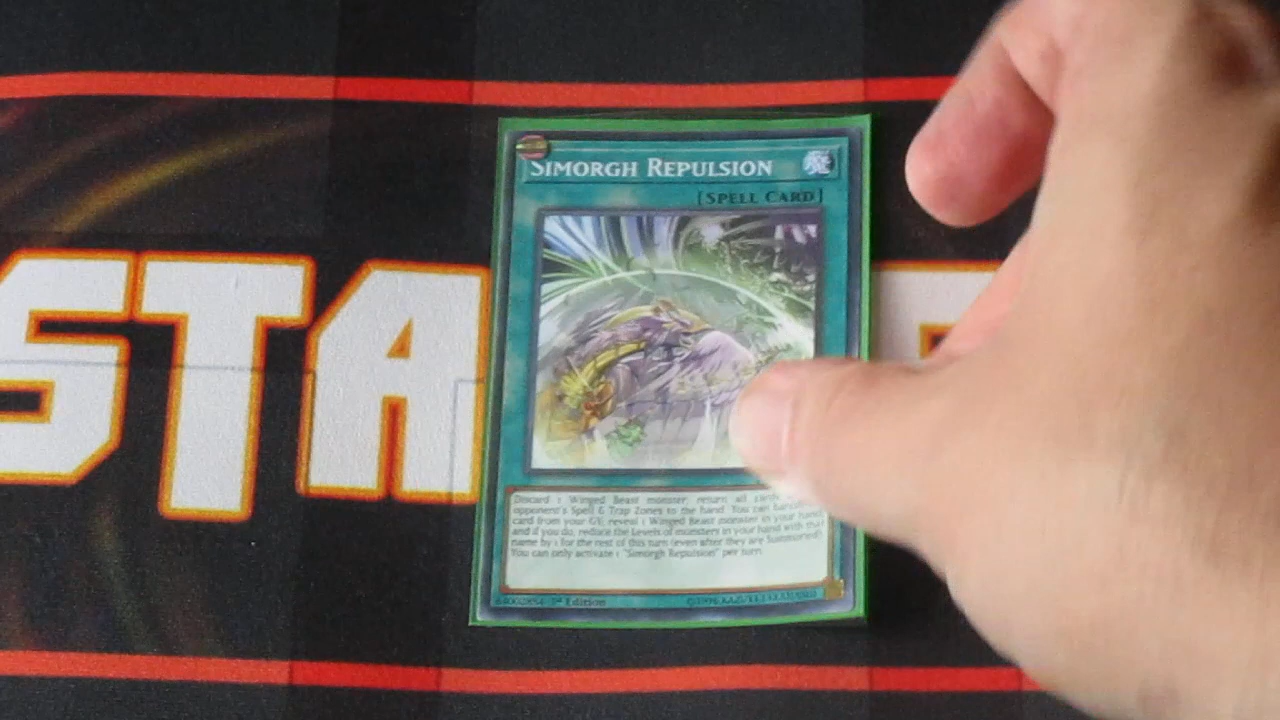 STA
SIMORGH REPULSION
[SPELL CARD]
Discard 1 Winged Beast monster; return all cards
opponent's Spell & Trap Zones to the hand. You can banish
card from your GY; reveal 1 Winged Beast monster in your hand
and if you do, reduce the Levels of monsters in your hand with that
name by 1 for the rest of this turn (even after they are Summoned).
You can only activate 1 "Simorgh Repulsion" per turn.
1st Edition